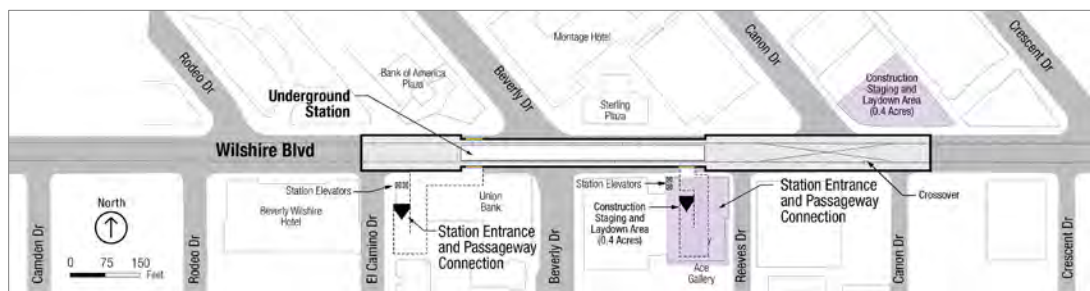 Rodeo Dr
Bank of America
Plaza
Underground
Station
Beverly Dr
Montage Hotel
Sterling
Plaza
Canon Dr
Construction
Staging and
Laydown Area
(0.4 Acres)
Crescent Dr
Wilshire Blvd
Camden Dr
North
0 75 150
Feet
Rodeo Dr
Beverly Wilshire
Hotel
Station Elevators
El Camino Dr
Union
Bank
Station Entrance
and Passageway
Connection
Beverly Dr
Station Elevators
Construction
Staging and
Laydown Area
(0.4 Acres)
Ace
Gallery
Reeves Dr
Station Entrance
and Passageway
Connection
Crossover
Canon Dr
Crescent Dr